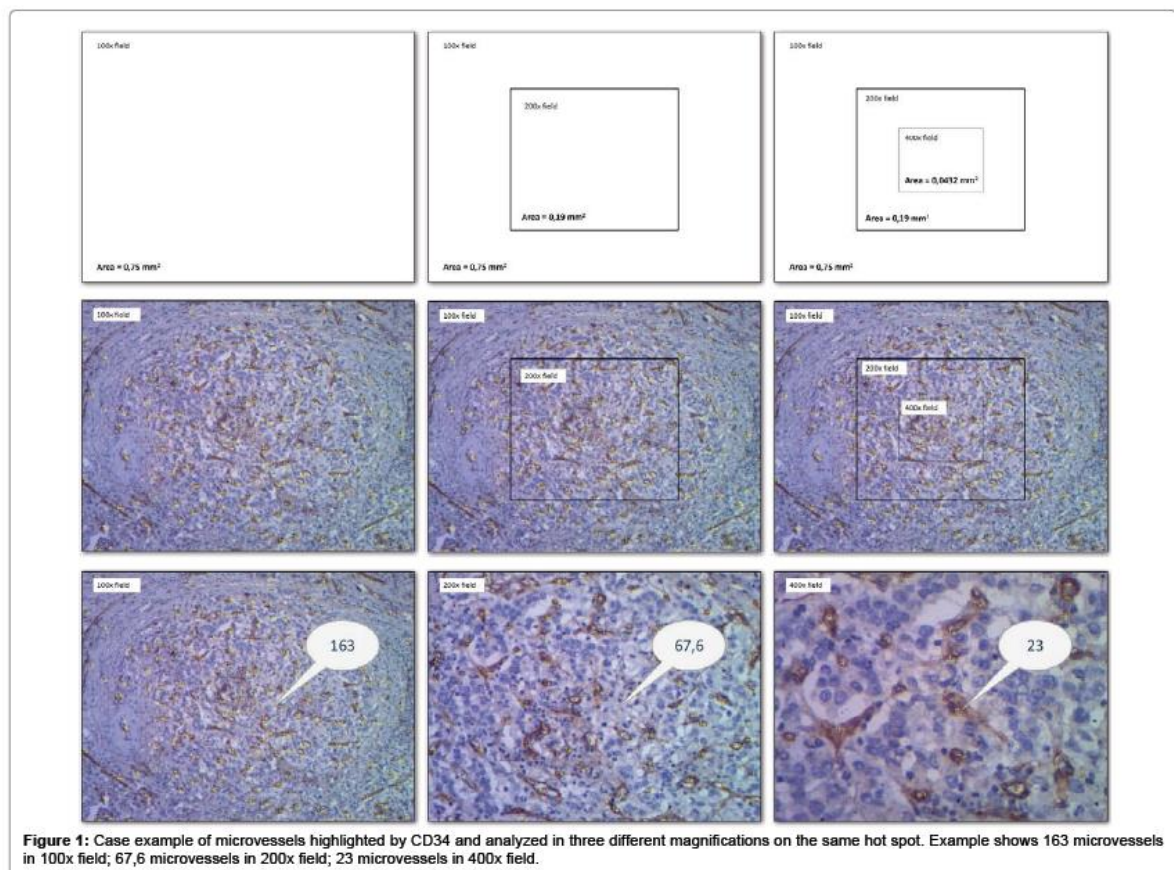 100x field
Area = 0,75 mm²
100x field
200x field
Area = 0,19 mm²
Area = 0,75 mm²
100x field
200x field
400x field
Area = 0,0432 mm²
Area = 0,19 mm²
Area = 0,75 mm²
100x field
100x field
200x field
100x field
200x field
400x field
100x field
163
200x field
67,6
400x field
23
Figure 1: Case example of microvessels highlighted by CD34 and analyzed in three different magnifications on the same hot spot. Example shows 163 microvessels
in 100x field; 67,6 microvessels in 200x field; 23 microvessels in 400x field.